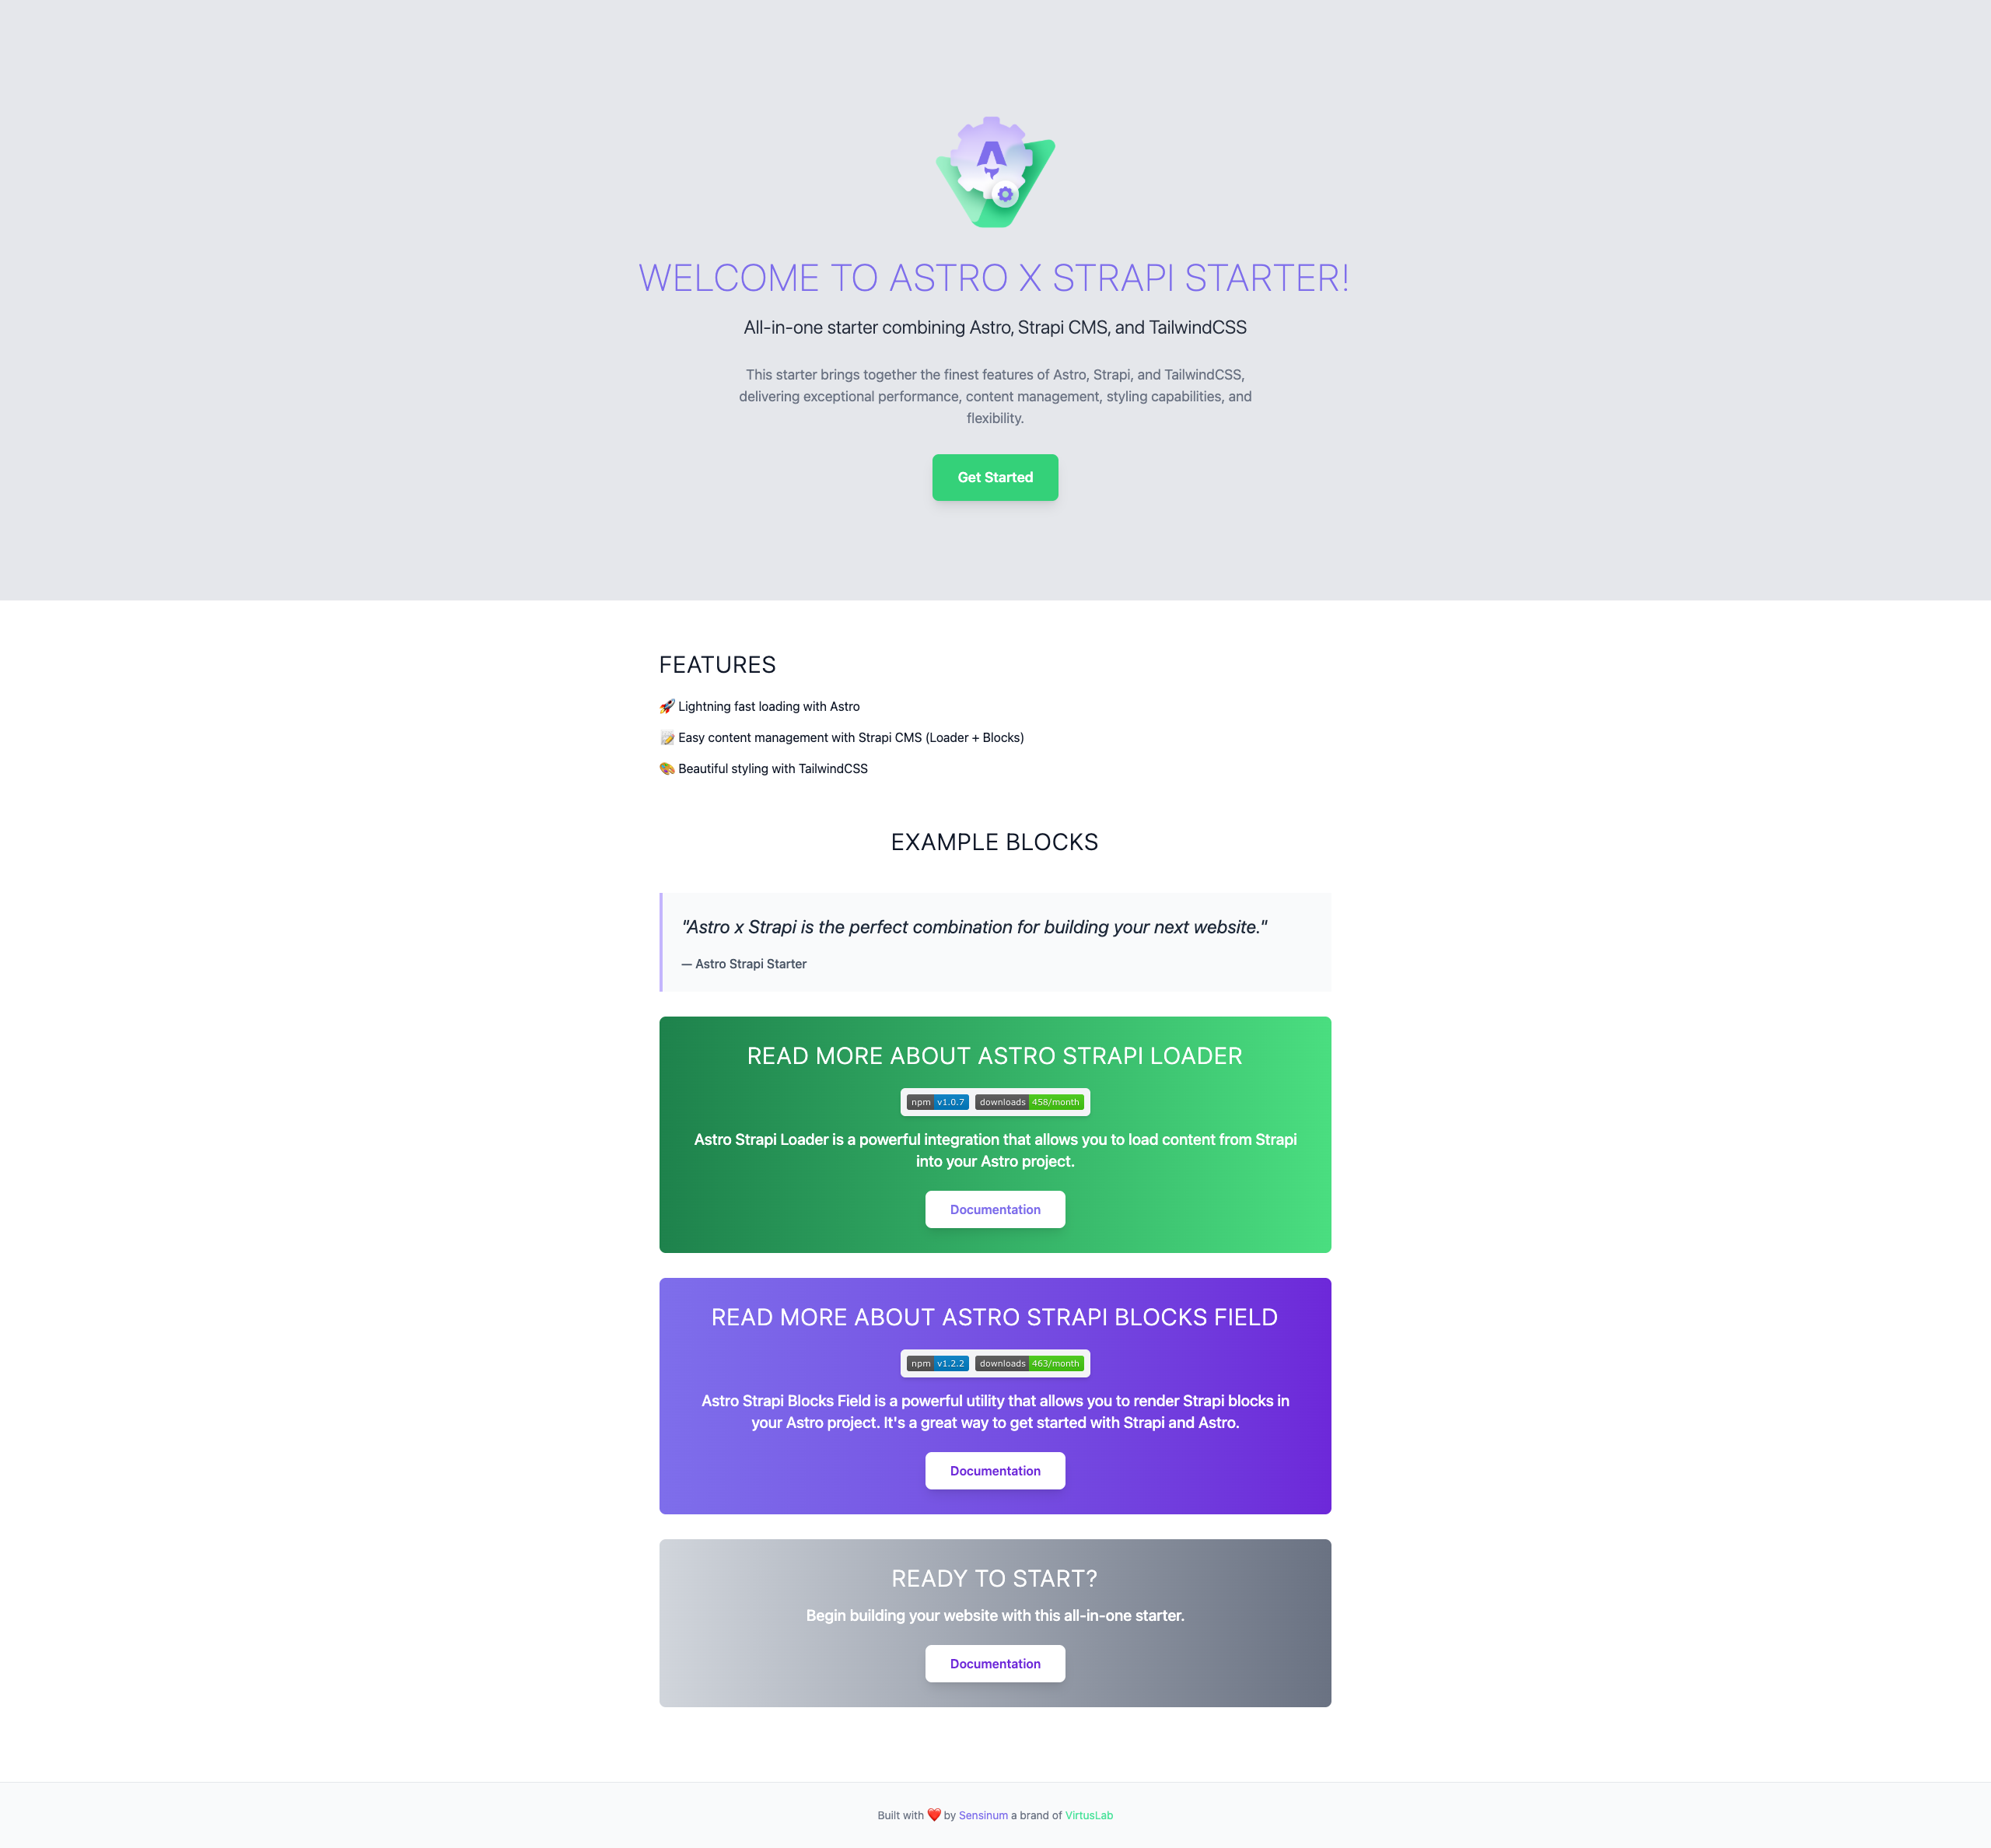 WELCOME TO ASTRO X STRAPI STARTER!
All-in-one starter combining Astro, Strapi CMS, and TailwindCSS
This starter brings together the finest features of Astro, Strapi, and TailwindCSS,
delivering exceptional performance, content management, styling capabilities, and
flexibility.
Get Started
FEATURES
🚀 Lightning fast loading with Astro
📝 Easy content management with Strapi CMS (Loader + Blocks)
🎨 Beautiful styling with TailwindCSS
EXAMPLE BLOCKS
"Astro x Strapi is the perfect combination for building your next website."
— Astro Strapi Starter
READ MORE ABOUT ASTRO STRAPI LOADER
npm v1.0.7 downloads 458/month
Astro Strapi Loader is a powerful integration that allows you to load content from Strapi
into your Astro project.
Documentation
READ MORE ABOUT ASTRO STRAPI BLOCKS FIELD
npm v1.2.2 downloads 463/month
Astro Strapi Blocks Field is a powerful utility that allows you to render Strapi blocks in
your Astro project. It's a great way to get started with Strapi and Astro.
Documentation
READY TO START?
Begin building your website with this all-in-one starter.
Documentation
Built with ❤️ by Sensinum a brand of VirtusLab